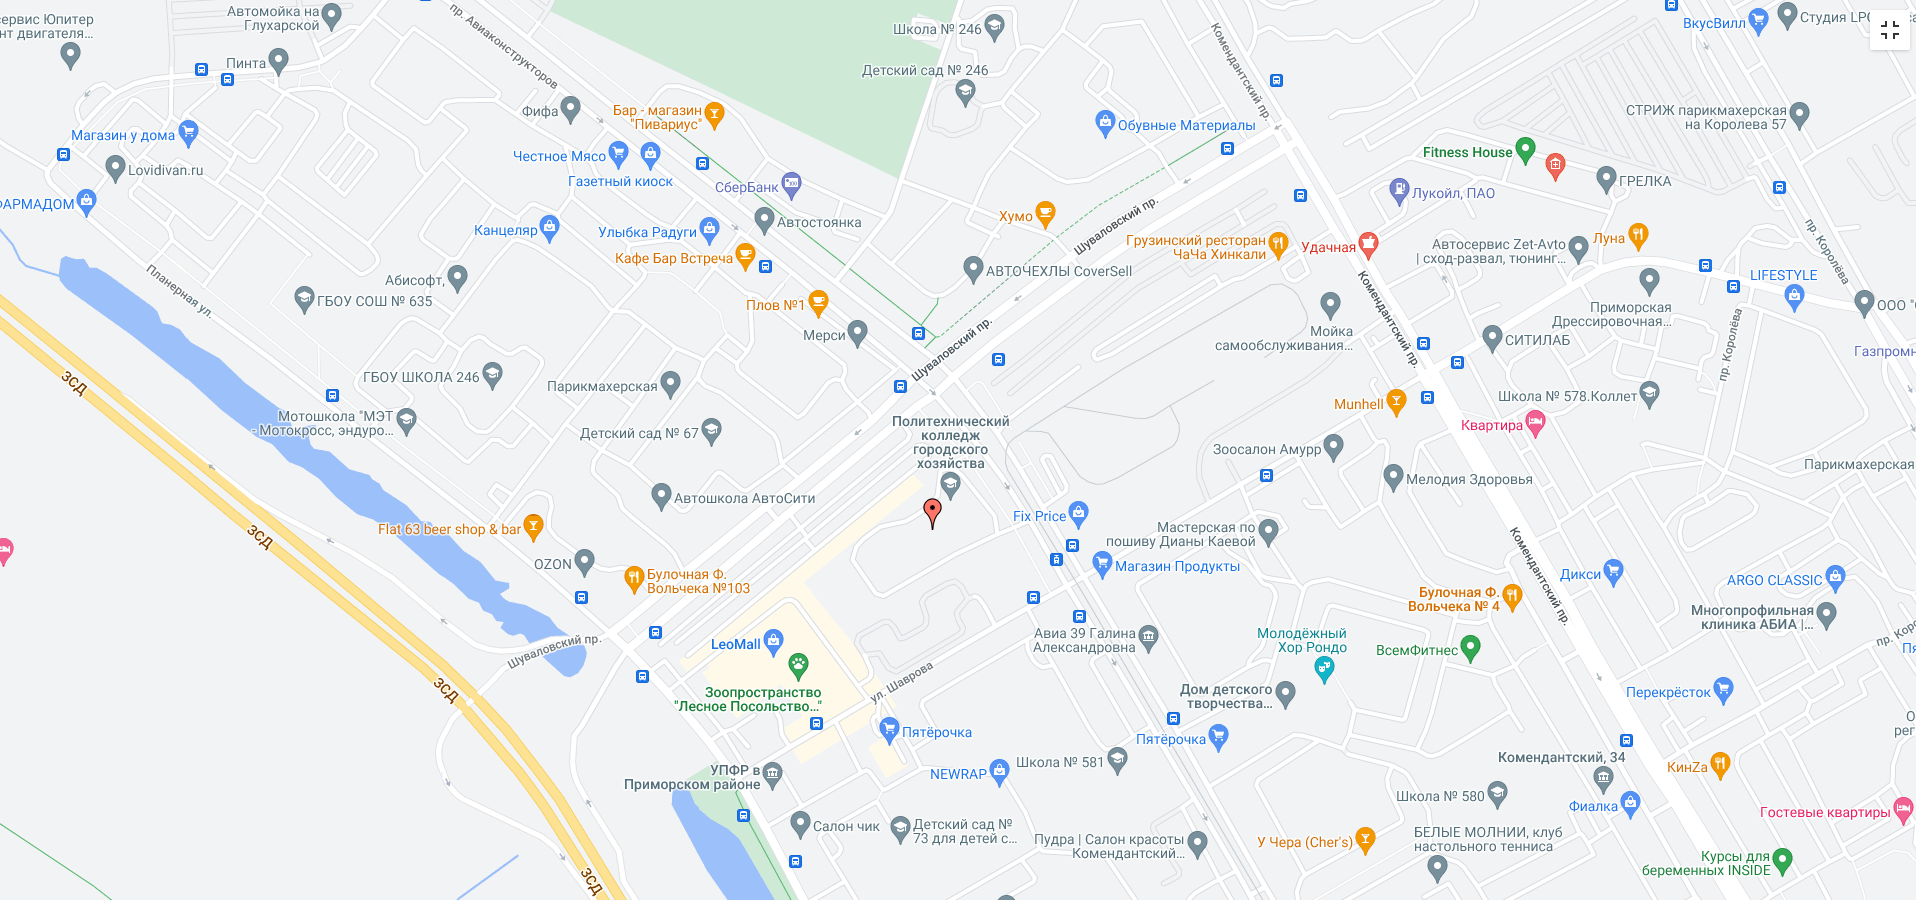 Автомойка на
Глухарской
пр. Авиаконструкторов
Школа № 246
Детский сад № 246
Комендантский пр.
ВкусВилл
Студия
сервис Юпитер
нт двигателя...
Пинта
Фифа
Бар - магазин
"Пивариус"
Обувные Материалы
СТРИЖ парикмахерская
на Королева 57
Магазин у дома
Lovidivan.ru
Честное Мясо
Газетный киоск
СберБанк
Fitness House
ГРЕЛКА
Лукойл, ПАО
ФАРМАДОМ
Канцеляр
Улыбка Радуги
Автостоянка
Хумо
Шуваловский пр.
Грузинский ресторан
ЧаЧа Хинкали
Удачная
Автосервис Zet-Avto
| сход-развал, тюнинг...
Луна
пр. Королёва
Кафе Бар Встреча
Планерная ул.
Абисофт,
ГБОУ СОШ № 635
АВТОЧЕХЛЫ CoverSell
LIFESTYLE
Плов №1
Мерси
Шуваловский пр.
Мойка
самообслуживания...
Комендантский пр.
Приморская
Дрессировочная...
ООО
СИТИЛАБ
пр. Королёва
Газпромн
ЗСД
ГБОУ ШКОЛА 246
Парикмахерская
Munhell
Школа № 578.Коллет
Мотошкола "МЭТ
- Мотокросс, эндуро...
Детский сад № 67
Политехнический
колледж
городского
хозяйства
Квартира
Зоосалон Амурр
Парикмахерская
Мелодия Здоровья
Автошкола АвтоСити
Flat 63 beer shop & bar
ЗСД
Fix Price
Мастерская по
пошиву Дианы Каевой
Комендантский пр.
OZON
Булочная Ф.
Вольчека №103
Магазин Продукты
Дикси
ARGO CLASSIC
Булочная Ф.
Вольчека № 4
Многопрофильная
клиника АБИА |...
Шуваловский пр.
LeoMall
Авиа 39 Галина
Александровна
Молодёжный
Хор Рондо
ВсемФитнес
ЗСД
Зоопространство
"Лесное Посольство..."
ул. Шаврова
Дом детского
творчества...
Перекрёсток
Пятёрочка
Пятёрочка
УПФР в
Приморском районе
NEWRAP
Школа № 581
Комендантский, 34
КинZa
Школа № 580
Фиалка
Гостевые квартиры
Салон чик
Детский сад №
73 для детей с...
Пудра | Салон красоты
Комендантский...
У Чера (Cher's)
БЕЛЫЕ МОЛНИИ, клуб
настольного тенниса
Курсы для
беременных INSIDE
ЗСД